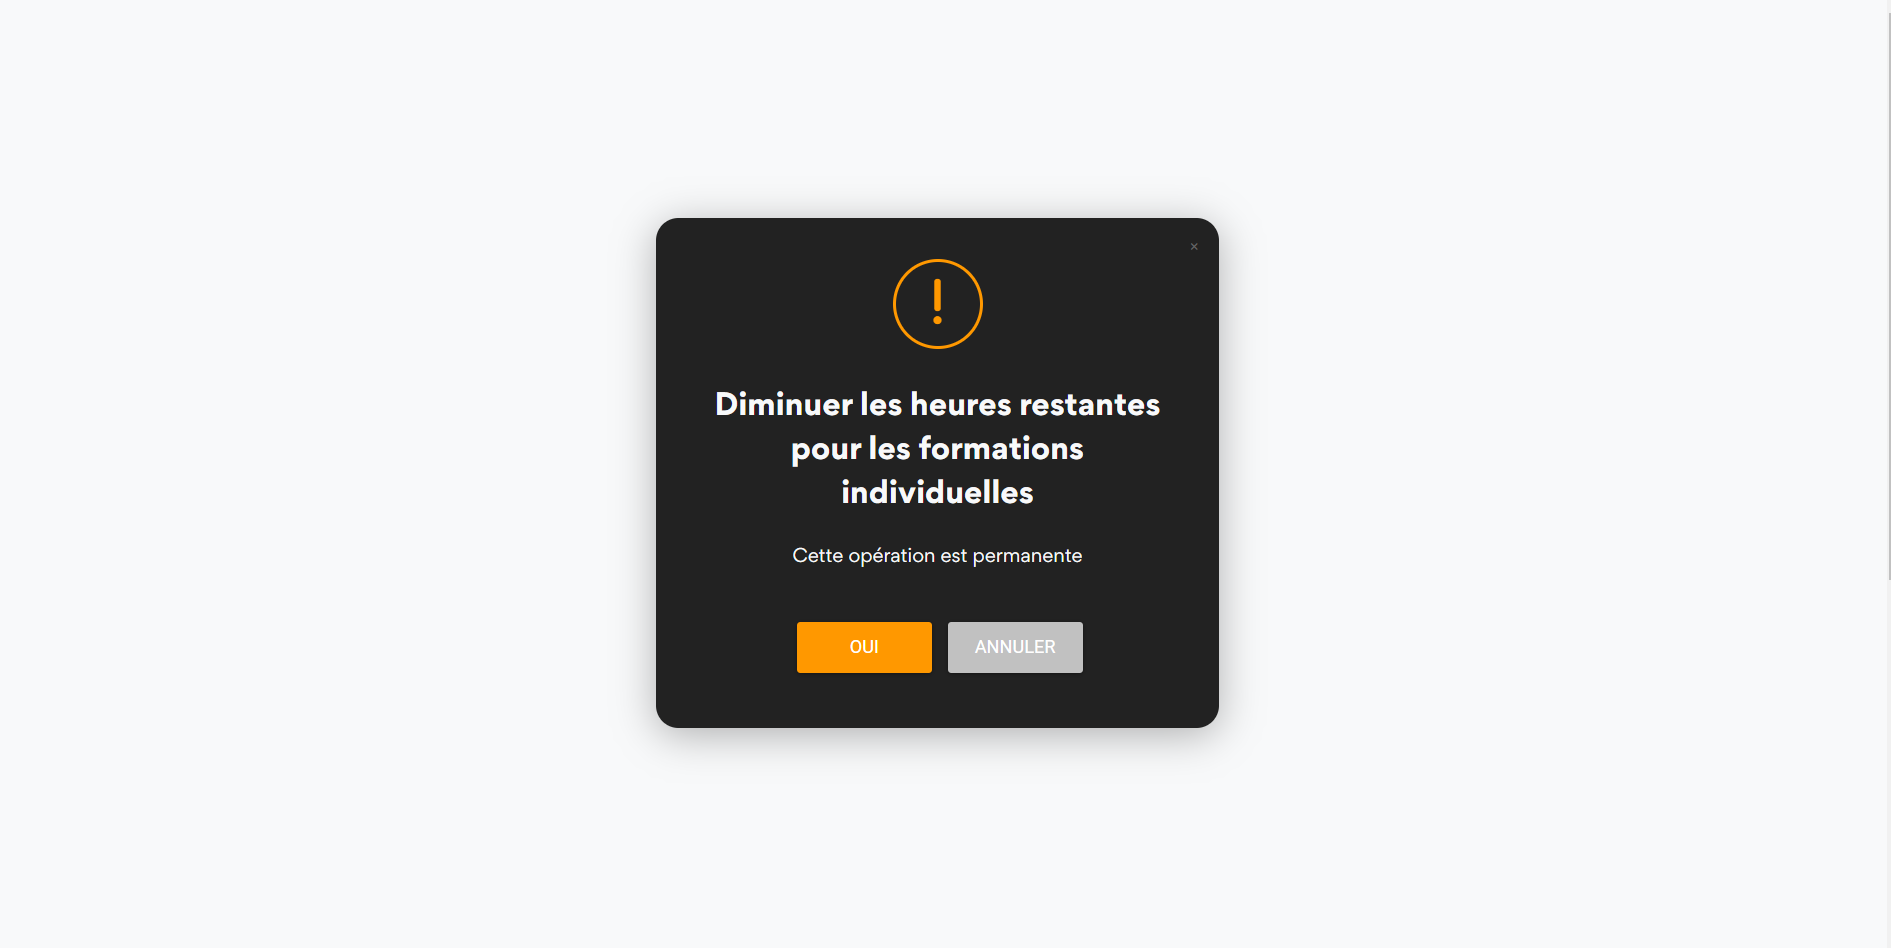 ×
Diminuer les heures restantes
pour les formations
individuelles
Cette opération est permanente
OUI
ANNULER